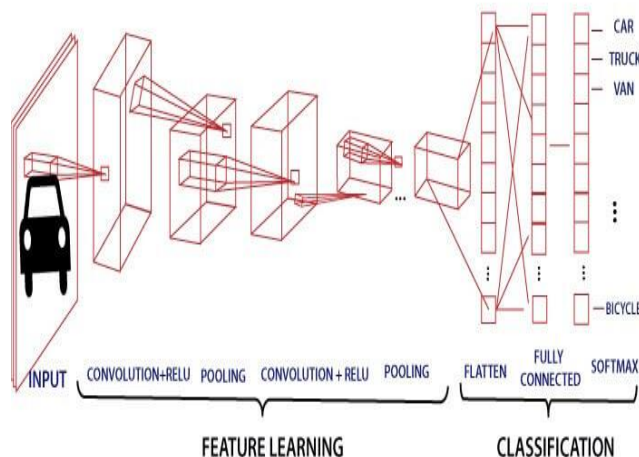 CAR
TRUCK
VAN
BICYCLE
INPUT
CONVOLUTION+RELU
POOLING
CONVOLUTION + RELU
POOLING
FLATTEN
FULLY
CONNECTED
SOFTMAX
FEATURE LEARNING
CLASSIFICATION